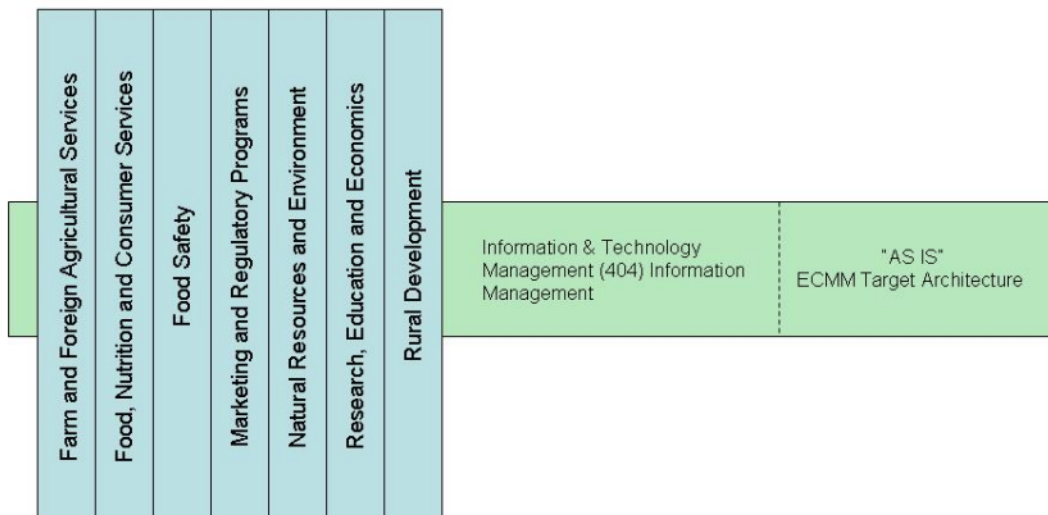 Farm and Foreign Agricultural Services
Food, Nutrition and Consumer Services
Food Safety
Marketing and Regulatory Programs
Natural Resources and Environment
Research, Education and Economics
Rural Development
Information & Technology
Management (404) Information
Management
"AS IS"
ECMM Target Architecture